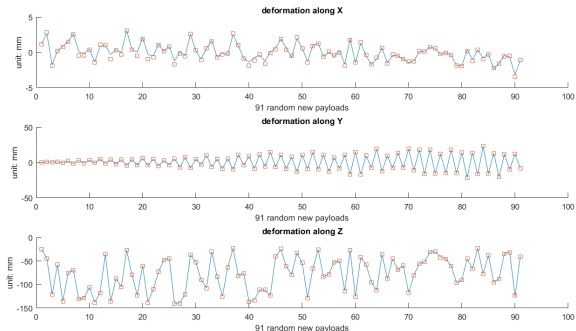 deformation along X
unit: mm
5
0
-5
0 10 20 30 40 50 60 70 80 90 100
91 random new payloads
deformation along Y
unit: mm
50
0
-50
0 10 20 30 40 50 60 70 80 90 100
91 random new payloads
deformation along Z
unit: mm
0
-50
-100
-150
0 10 20 30 40 50 60 70 80 90 100
91 random new payloads